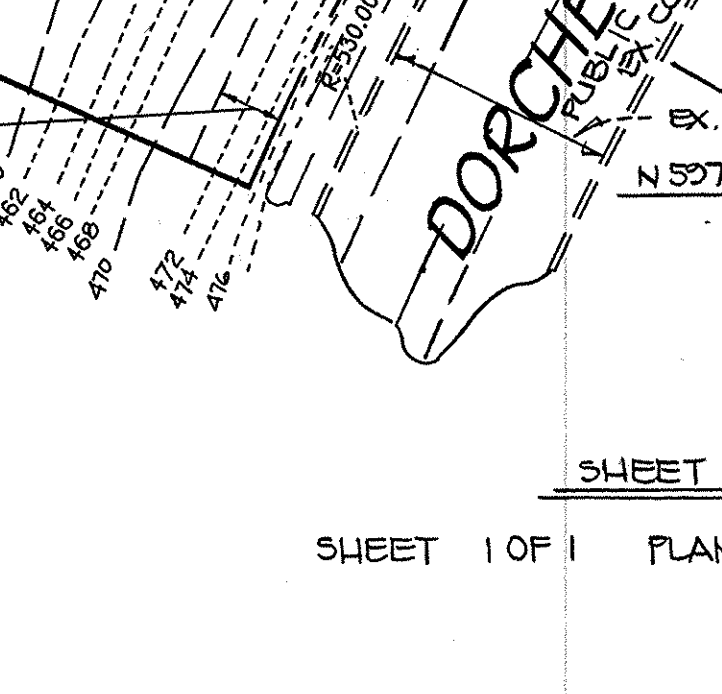 R=530.00
DORCHE
PUBLIC
EX. CO
EX.
N 597
462
464
466
468
470
472
474
476
SHEET
SHEET 1 OF 1 PLAN